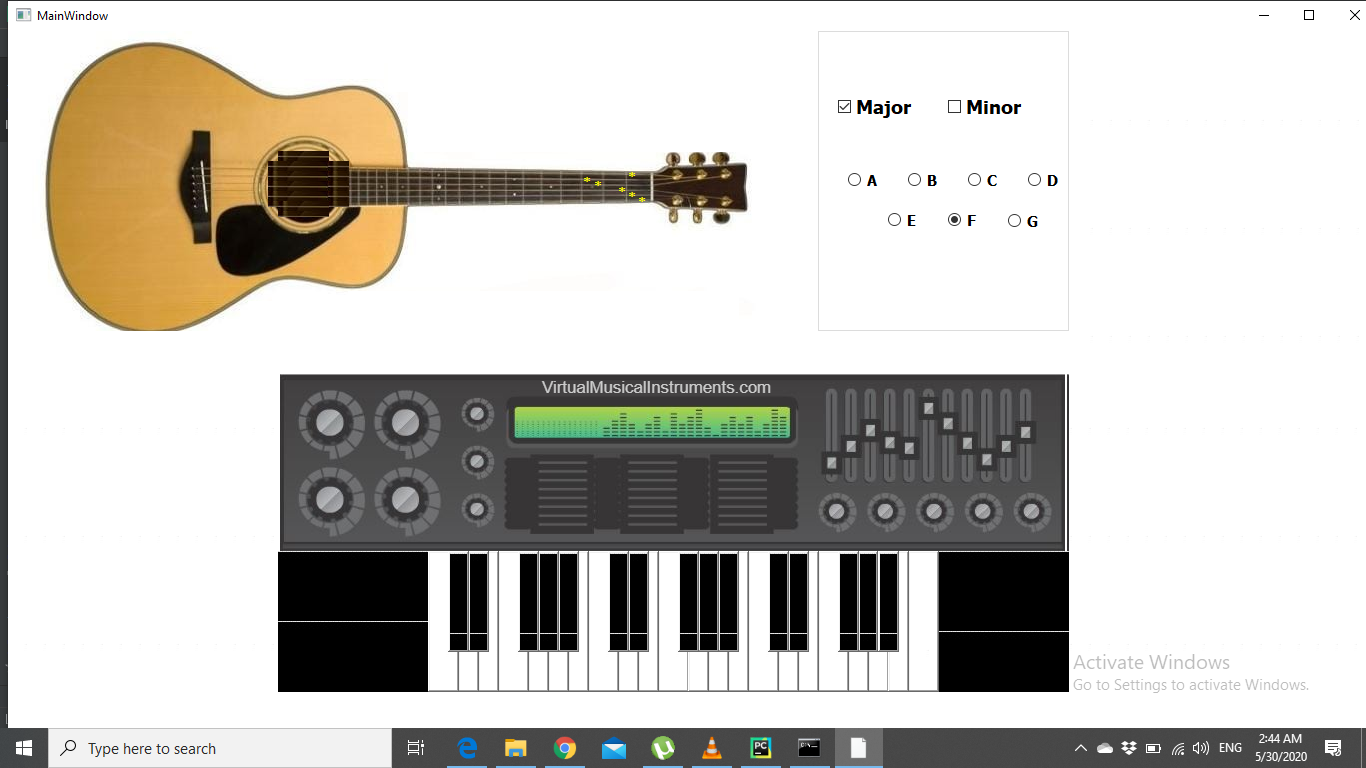 MainWindow
Major Minor
A B C D
E F G
VirtualMusicalInstruments.com
Activate Windows
Go to Settings to activate Windows.
Type here to search
PC
ENG
2:44 AM
5/30/2020